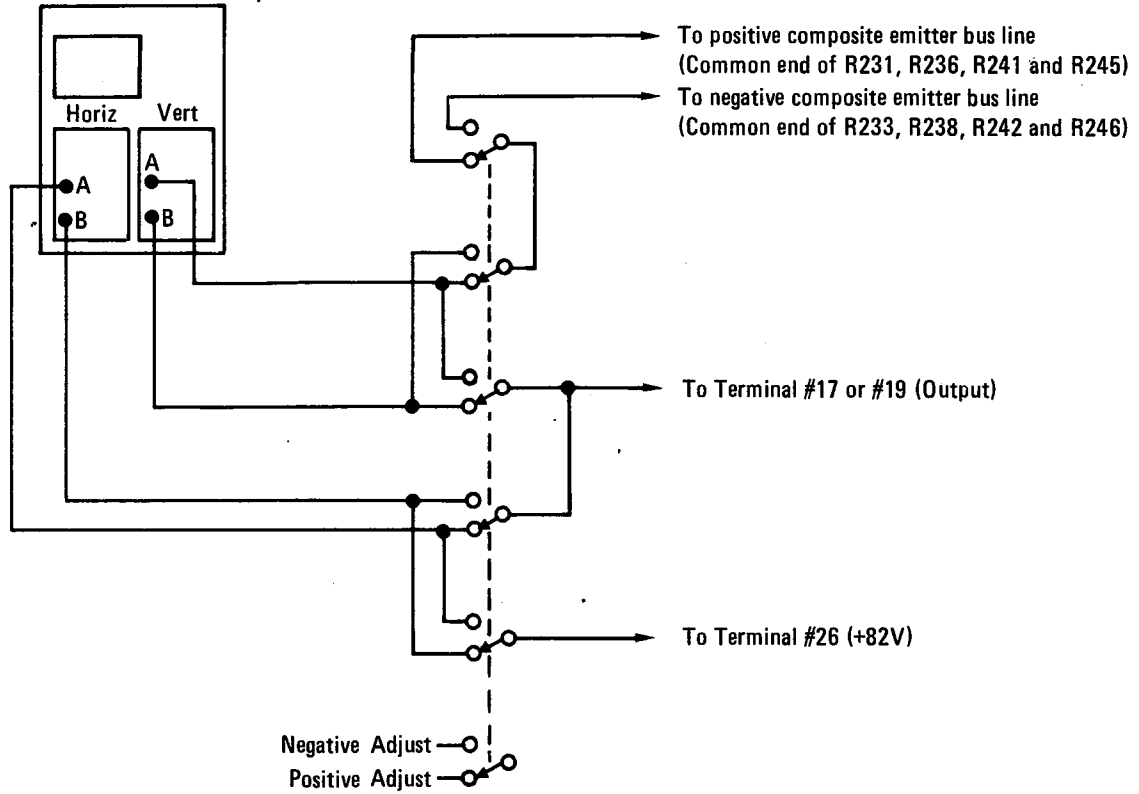 To positive composite emitter bus line
(Common end of R231, R236, R241 and R245)
To negative composite emitter bus line
(Common end of R233, R238, R242 and R246)
Horiz Vert
A
A
B
B
To Terminal #17 or #19 (Output)
To Terminal #26 (+82V)
Negative Adjust
Positive Adjust